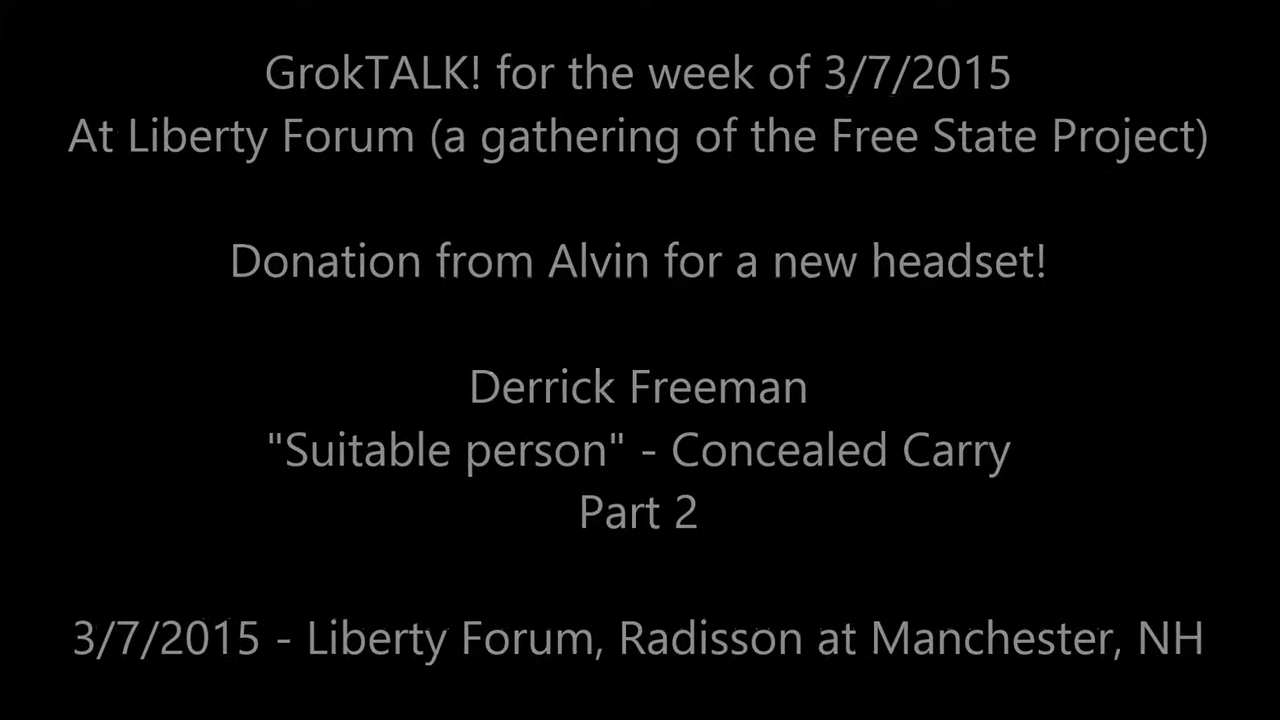 GrokTALK! for the week of 3/7/2015
At Liberty Forum (a gathering of the Free State Project)
Donation from Alvin for a new headset!
Derrick Freeman
"Suitable person" - Concealed Carry
Part 2
3/7/2015 - Liberty Forum, Radisson at Manchester, NH